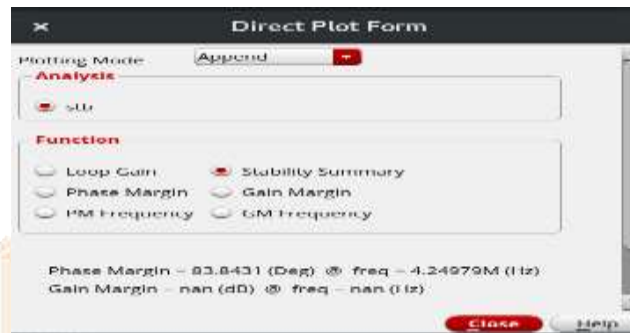 Direct Plot Form
Plotting Mode Append
Analysis
stb
Function
Loop Gain Stability Summary
Phase Margin Gain Margin
PM Frequency GM Frequency
Phase Margin = 83.8431 (Deg) @ freq = 4.24979M (Hz)
Gain Margin = nan (dB) @ freq = nan (Hz)
Close Help